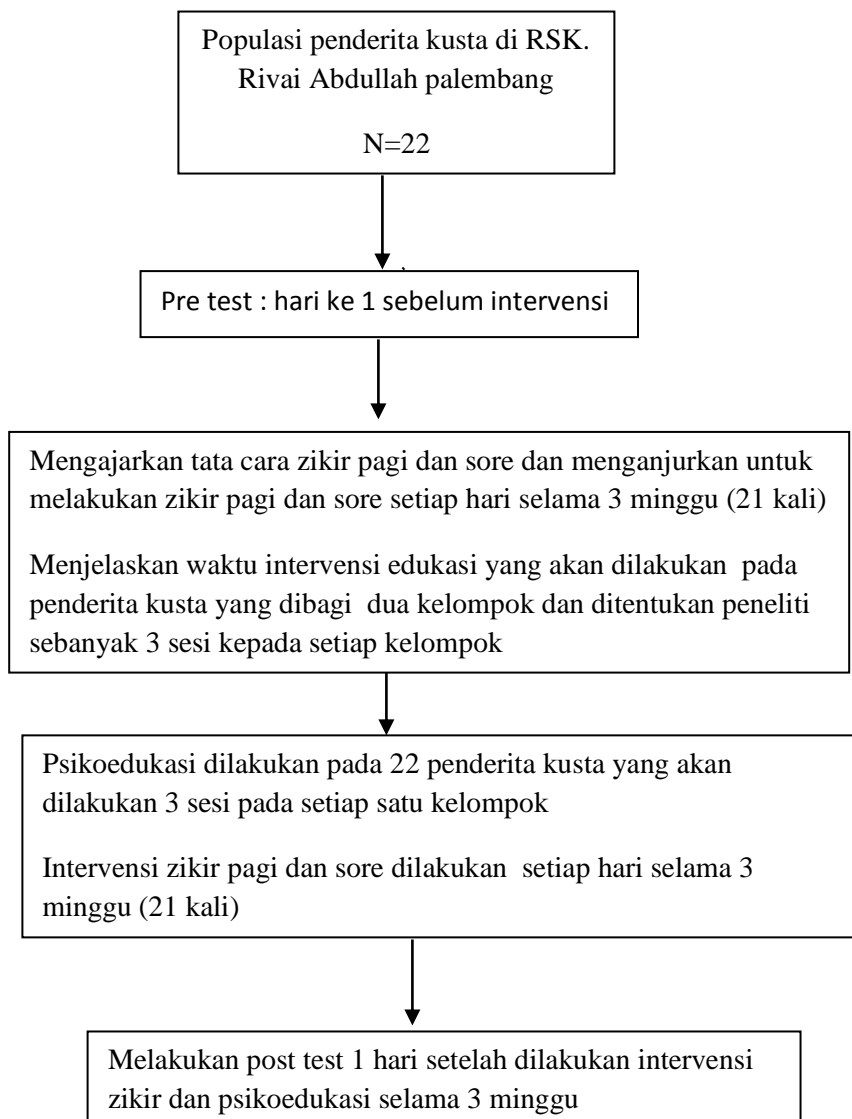 Populasi penderita kusta di RSK.
Rivai Abdullah palembang
N=22
Pre test : hari ke 1 sebelum intervensi
Mengajarkan tata cara zikir pagi dan sore dan menganjurkan untuk
melakukan zikir pagi dan sore setiap hari selama 3 minggu (21 kali)
Menjelaskan waktu intervensi edukasi yang akan dilakukan pada
penderita kusta yang dibagi dua kelompok dan ditentukan peneliti
sebanyak 3 sesi kepada setiap kelompok
Psikoedukasi dilakukan pada 22 penderita kusta yang akan
dilakukan 3 sesi pada setiap satu kelompok
Intervensi zikir pagi dan sore dilakukan setiap hari selama 3
minggu (21 kali)
Melakukan post test 1 hari setelah dilakukan intervensi
zikir dan psikoedukasi selama 3 minggu